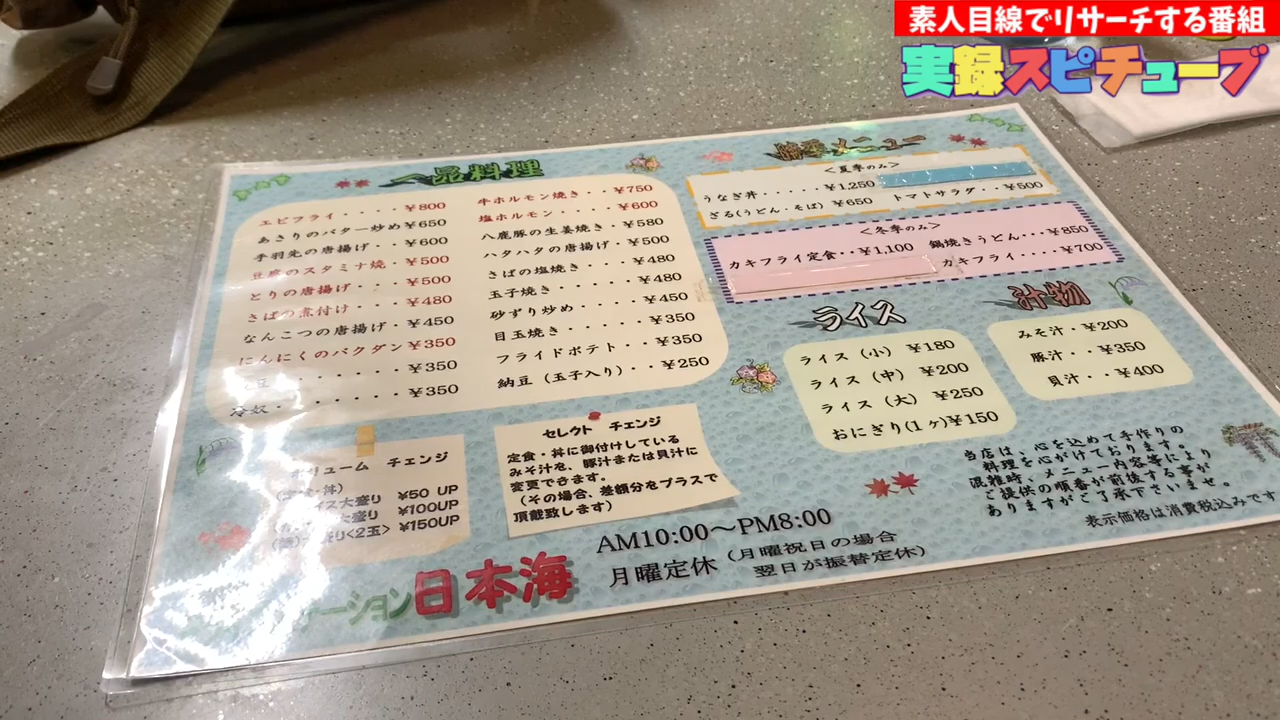 素人目線でリサーチする番組
実録スピチューブ
一品料理
エビフライ・・・・￥800
あさりのバター炒め￥650
手羽先の唐揚げ・・￥600
豆腐のスタミナ焼・￥500
とりの唐揚げ・・・￥500
さばの煮付け・・・￥480
なんこつの唐揚げ・￥450
にんにくのバクダン￥350
・・・・・・・￥350
冷奴・・・・・・・￥350
牛ホルモン焼き・・・￥750
塩ホルモン・・・・￥600
八鹿豚の生姜焼き・￥580
ハタハタの唐揚げ・￥500
さばの塩焼き・・・￥480
玉子焼き・・・・・￥480
砂ずり炒め・・・・￥450
目玉焼き・・・・・￥350
フライドポテト・・￥350
納豆（玉子入り）・・￥250
メニュー
＜夏季のみ＞
うなぎ丼・・・・・￥1,250
ざる(うどん・そば) ￥650
トマトサラダ・・￥500
＜冬季のみ＞
カキフライ定食・・￥1,100
鍋焼きうどん・・・￥850
カキフライ・・・・￥700
ライス
ライス（小）￥180
ライス（中）￥200
ライス（大）￥250
おにぎり(1ヶ)￥150
汁物
みそ汁・￥200
豚汁・・￥350
貝汁・・￥400
ボリューム チェンジ
大盛り ￥50 UP
大盛り ￥100UP
盛り<2玉> ￥150UP
セレクト チェンジ
定食・丼に御付けしている
みそ汁を、豚汁または貝汁に
変更できます。
（その場合、差額分をプラスで
頂戴致します）
当店は、心を込めて手作りの
料理を心がけております。
混雑時、メニュー内容等により
ご提供の順番が前後する事が
ありますがご了承下さいませ。
表示価格は消費税込みです
ーション日本海
AM10:00～PM8:00
月曜定休（月曜祝日の場合
翌日が振替定休）